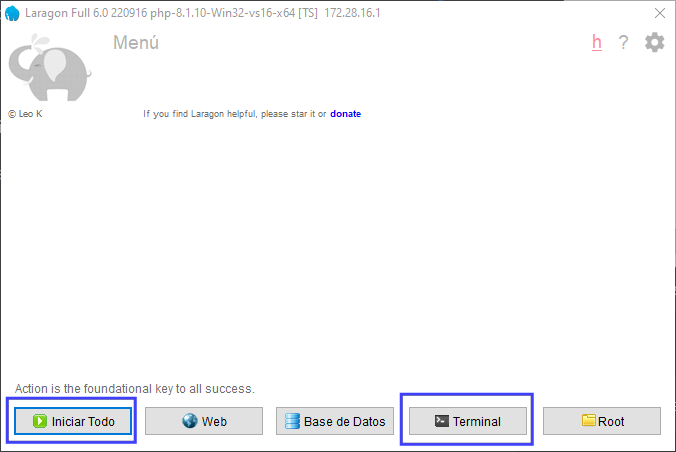 Laragon Full 6.0 220916 php-8.1.10-Win32-vs16-x64 [TS] 172.28.16.1
Menú
h ?
© Leo K
If you find Laragon helpful, please star it or donate
Action is the foundational key to all success.
Iniciar Todo
Web
Base de Datos
Terminal
Root